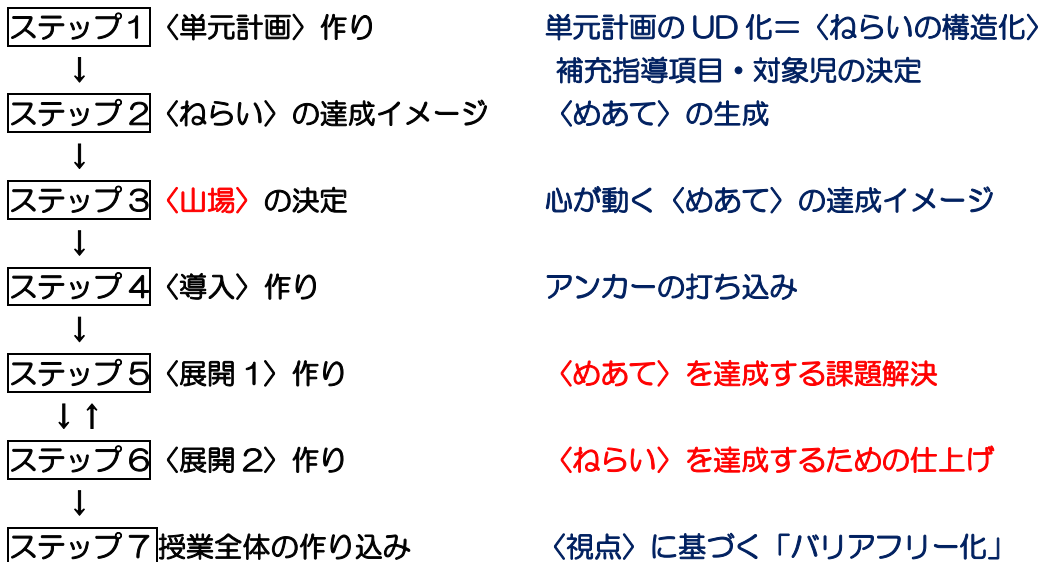 ステップ1 〈単元計画〉作り 単元計画のUD化＝〈ねらいの構造化〉
↓ 補充指導項目・対象児の決定
ステップ2 〈ねらい〉の達成イメージ 〈めあて〉の生成
↓
ステップ3 〈山場〉の決定 心が動く〈めあて〉の達成イメージ
↓
ステップ4 〈導入〉作り アンカーの打ち込み
↓
ステップ5 〈展開1〉作り 〈めあて〉を達成する課題解決
↓↑
ステップ6 〈展開2〉作り 〈ねらい〉を達成するための仕上げ
↓
ステップ7 授業全体の作り込み 〈視点〉に基づく「バリアフリー化」